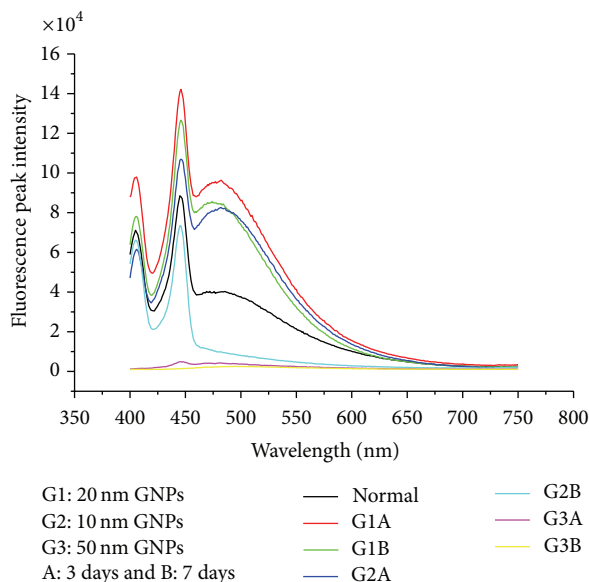 ×10⁴
16
14
12
10
8
6
4
2
0
Fluorescence peak intensity
350 400 450 500 550 600 650 700 750 800
Wavelength (nm)
G1: 20 nm GNPs
G2: 10 nm GNPs
G3: 50 nm GNPs
A: 3 days and B: 7 days
Normal
G1A
G1B
G2A
G2B
G3A
G3B